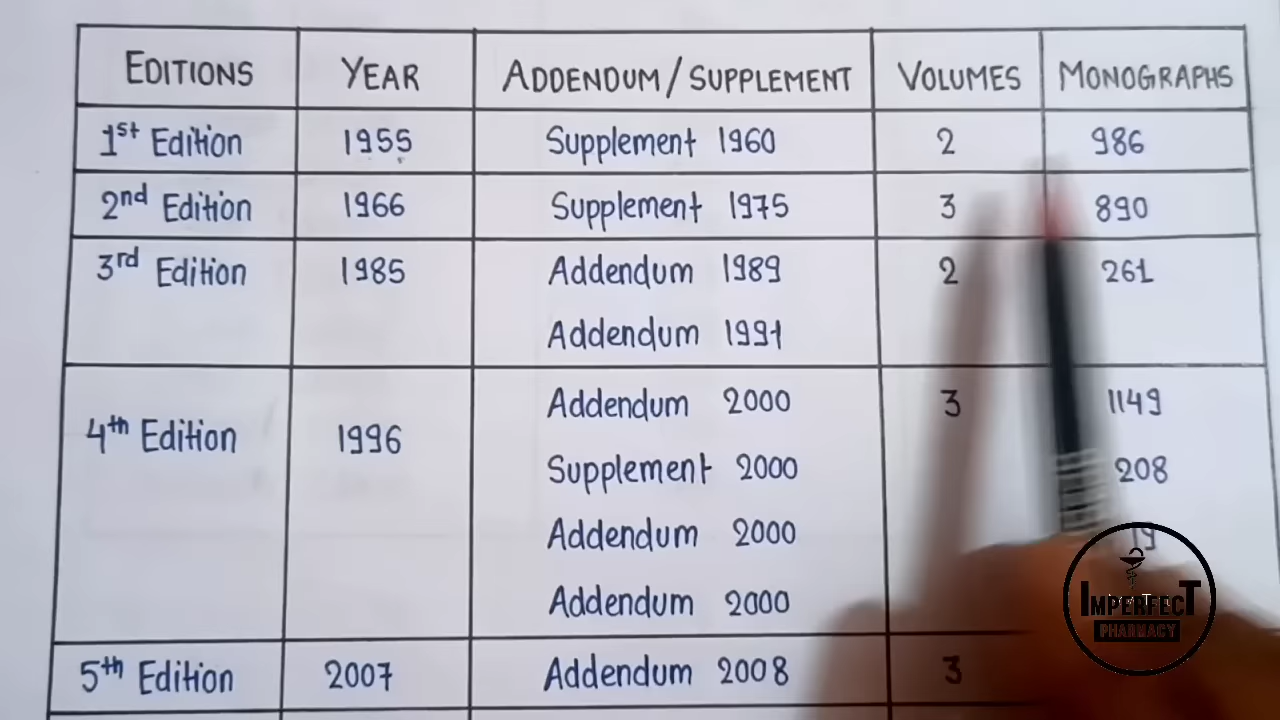 EDITIONS YEAR ADDENDUM/SUPPLEMENT VOLUMES MONOGRAPHS
1st Edition 1955 Supplement 1960 2 986
2nd Edition 1966 Supplement 1975 3 890
3rd Edition 1985 Addendum 1989 2 261
Addendum 1991
4th Edition 1996 Addendum 2000 3 1149
Supplement 2000 208
Addendum 2000 19
Addendum 2000
IMPERFECT
PHARMACY
5th Edition 2007 Addendum 2008 3